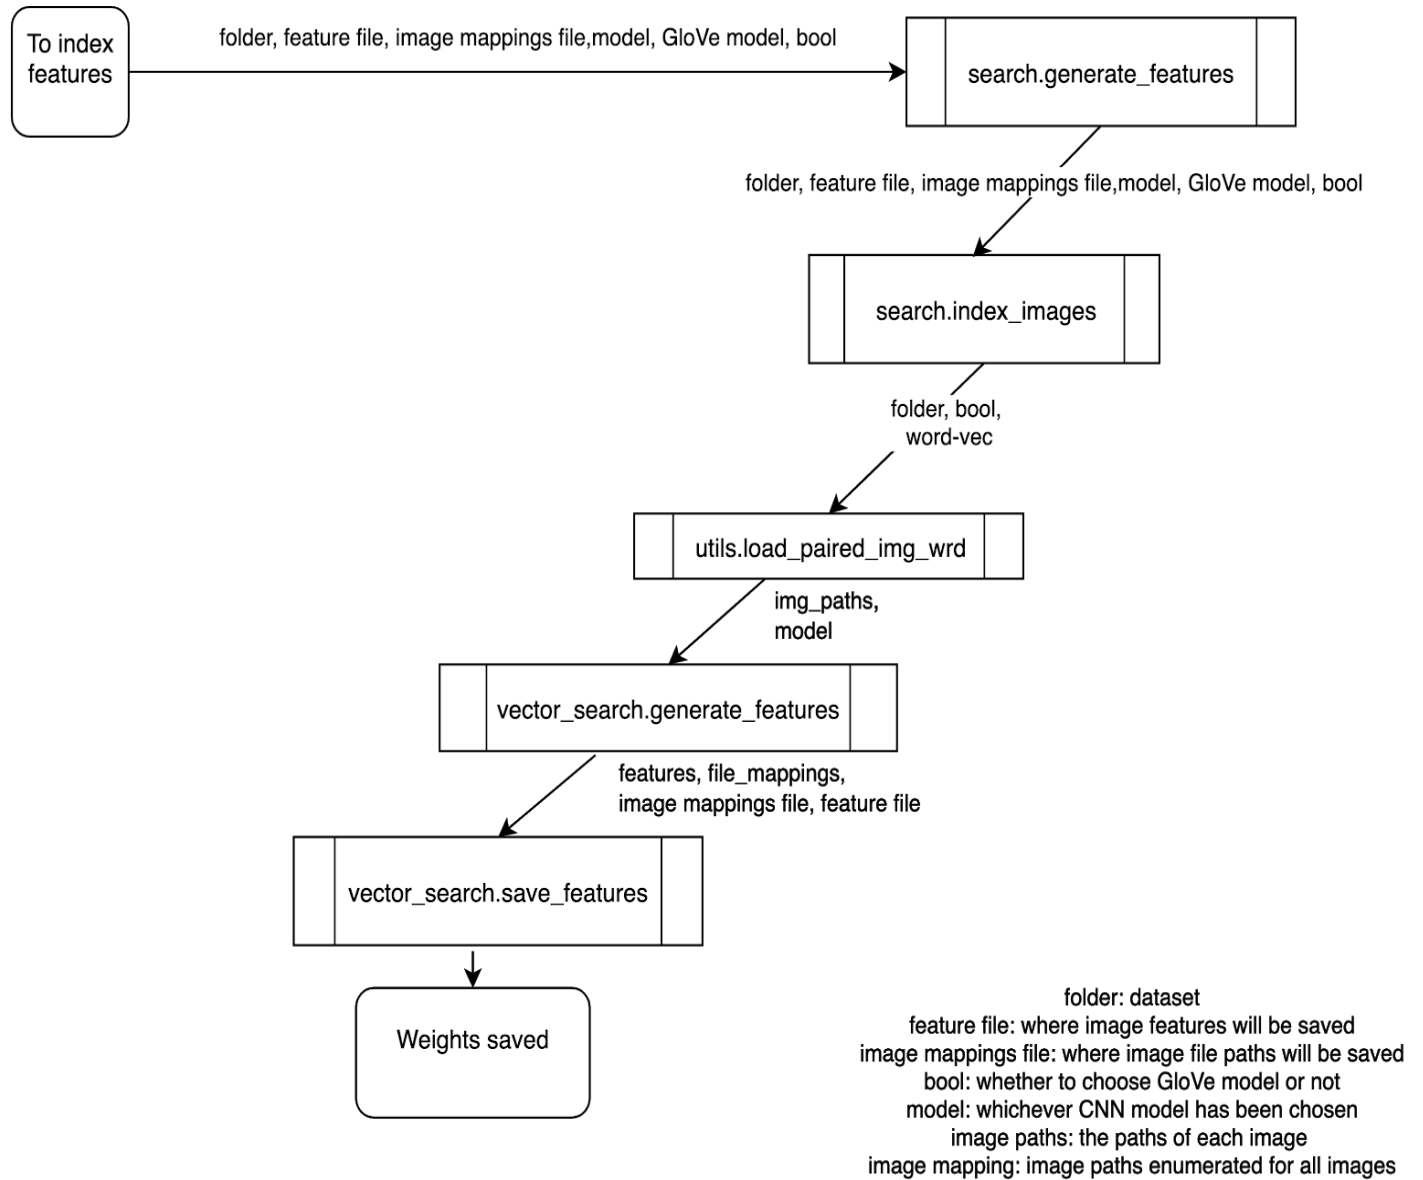 To index
features
folder, feature file, image mappings file,model, GloVe model, bool
search.generate_features
folder, feature file, image mappings file,model, GloVe model, bool
search.index_images
folder, bool,
word-vec
utils.load_paired_img_wrd
img_paths,
model
vector_search.generate_features
features, file_mappings,
image mappings file, feature file
vector_search.save_features
Weights saved
folder: dataset
feature file: where image features will be saved
image mappings file: where image file paths will be saved
bool: whether to choose GloVe model or not
model: whichever CNN model has been chosen
image paths: the paths of each image
image mapping: image paths enumerated for all images